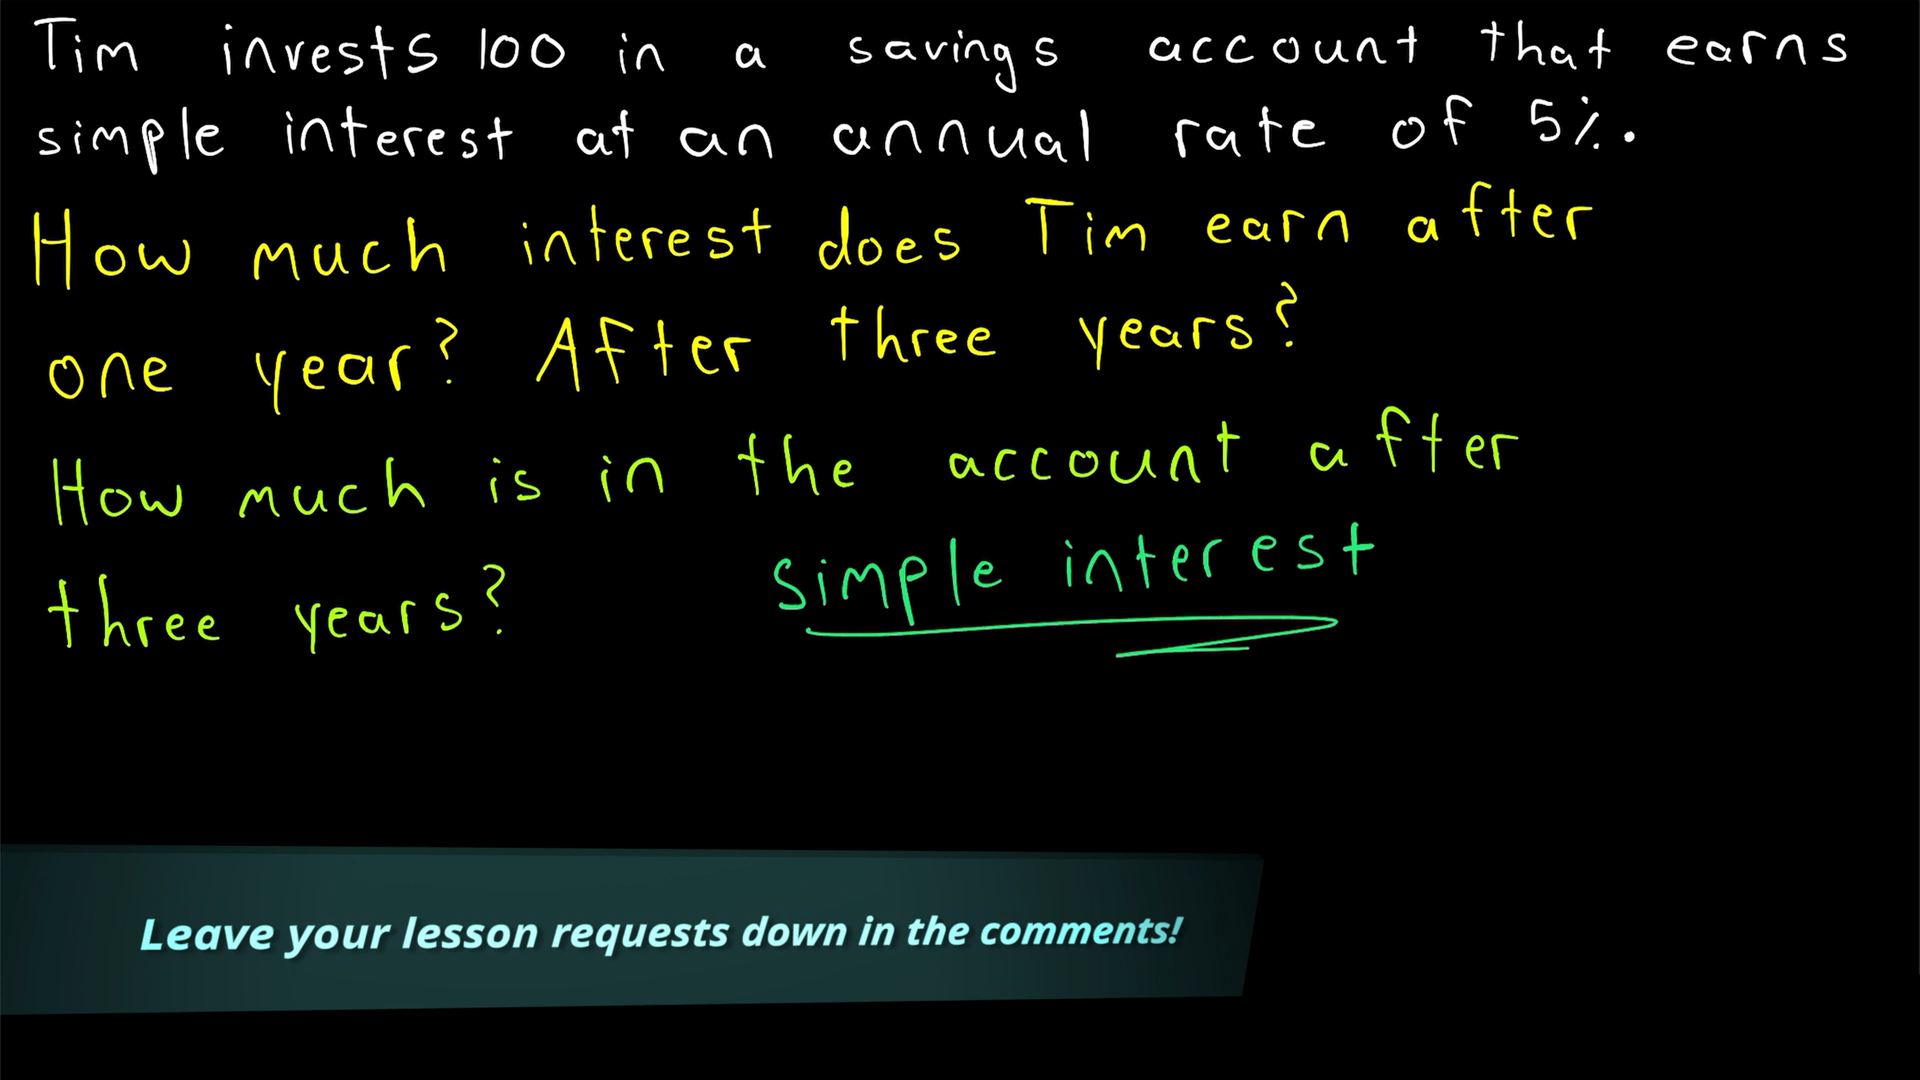 Tim invests 100 in a savings account that earns
simple interest at an annual rate of 5%.
How much interest does Tim earn after
one year? After three years?
How much is in the account after
three years?
simple interest
Leave your lesson requests down in the comments!